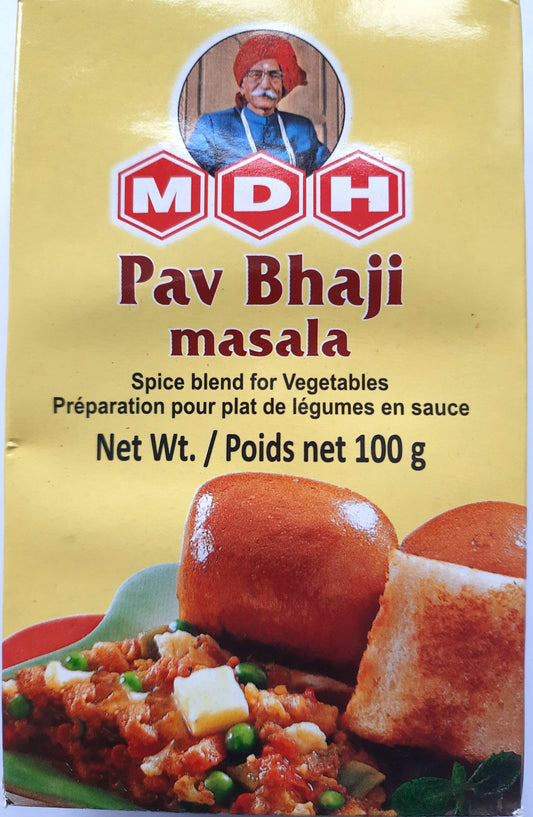 MDH
Pav Bhaji
masala
Spice blend for Vegetables
Préparation pour plat de légumes en sauce
Net Wt. / Poids net 100 g